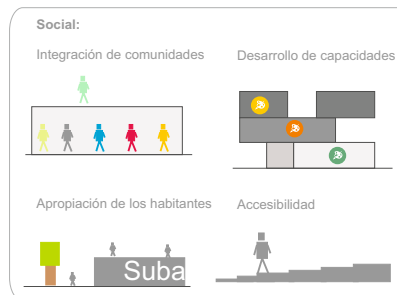 Social:
Integración de comunidades
Desarrollo de capacidades
Apropiación de los habitantes
Accesibilidad
Suba